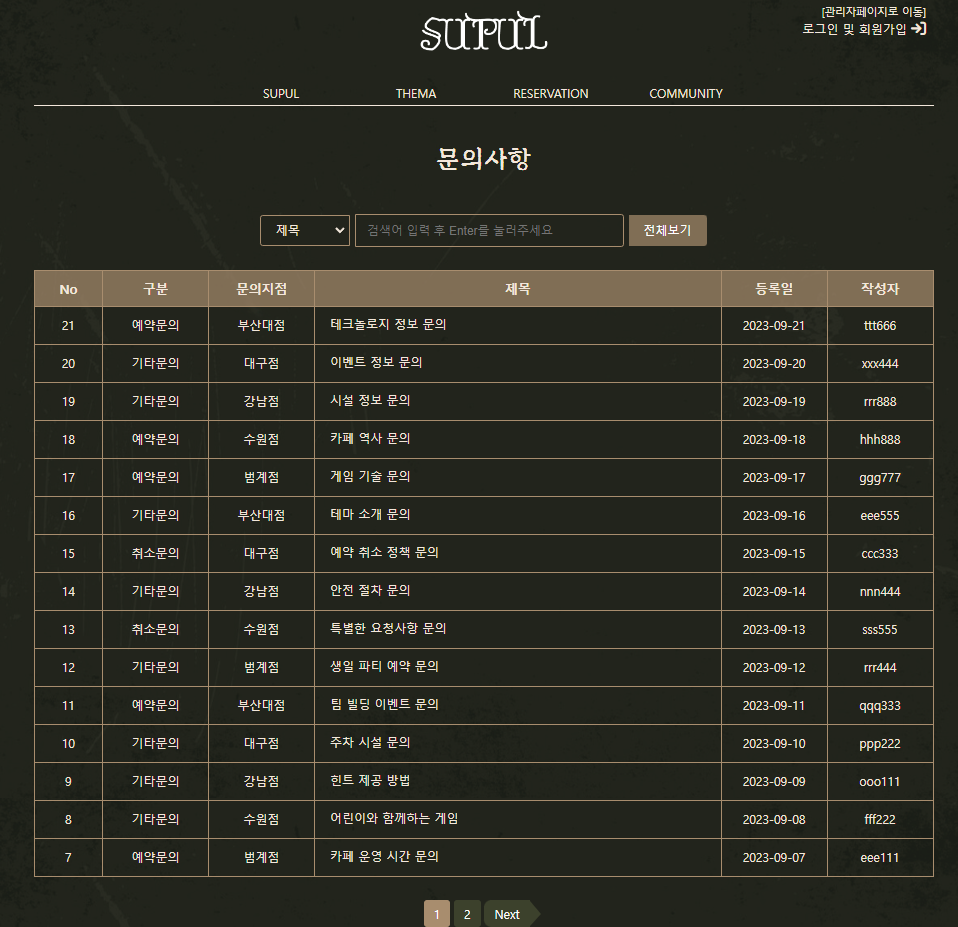 [관리자페이지로 이동]
SUPUL
로그인 및 회원가입
SUPUL THEMA RESERVATION COMMUNITY
문의사항
제목 검색어 입력 후 Enter를 눌러주세요 전체보기
No 구분 문의지점 제목 등록일 작성자
21 예약문의 부산대점 테크놀로지 정보 문의 2023-09-21 ttt666
20 기타문의 대구점 이벤트 정보 문의 2023-09-20 xxx444
19 기타문의 강남점 시설 정보 문의 2023-09-19 rrr888
18 예약문의 수원점 카페 역사 문의 2023-09-18 hhh888
17 예약문의 범계점 게임 기술 문의 2023-09-17 ggg777
16 기타문의 부산대점 테마 소개 문의 2023-09-16 eee555
15 취소문의 대구점 예약 취소 정책 문의 2023-09-15 ccc333
14 기타문의 강남점 안전 절차 문의 2023-09-14 nnn444
13 취소문의 수원점 특별한 요청사항 문의 2023-09-13 sss555
12 기타문의 범계점 생일 파티 예약 문의 2023-09-12 rrr444
11 예약문의 부산대점 팀 빌딩 이벤트 문의 2023-09-11 qqq333
10 기타문의 대구점 주차 시설 문의 2023-09-10 ppp222
9 기타문의 강남점 힌트 제공 방법 2023-09-09 ooo111
8 기타문의 수원점 어린이와 함께하는 게임 2023-09-08 fff222
7 예약문의 범계점 카페 운영 시간 문의 2023-09-07 eee111
1 2 Next